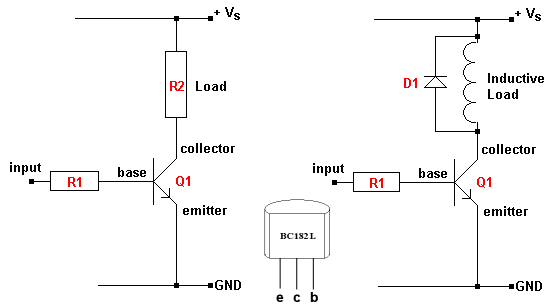 + Vs
R2
Load
collector
input
R1
base
Q1
emitter
GND
BC182L
e c b
+ Vs
D1
Inductive
Load
collector
input
R1
base
Q1
emitter
GND